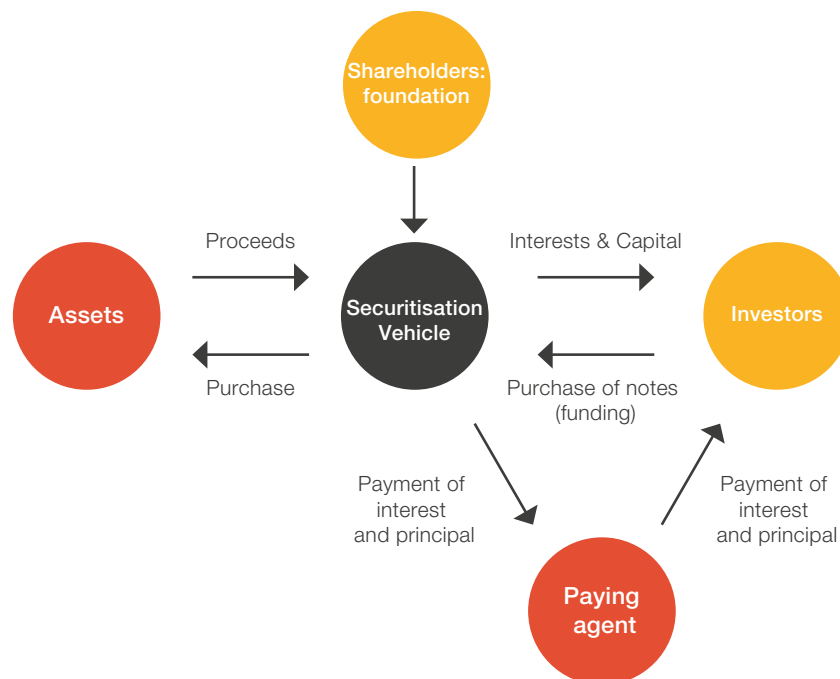 Shareholders:
foundation
Proceeds
Interests & Capital
Assets
Securitisation
Vehicle
Investors
Purchase
Purchase of notes
(funding)
Payment of
interest
and principal
Payment of
interest
and principal
Paying
agent